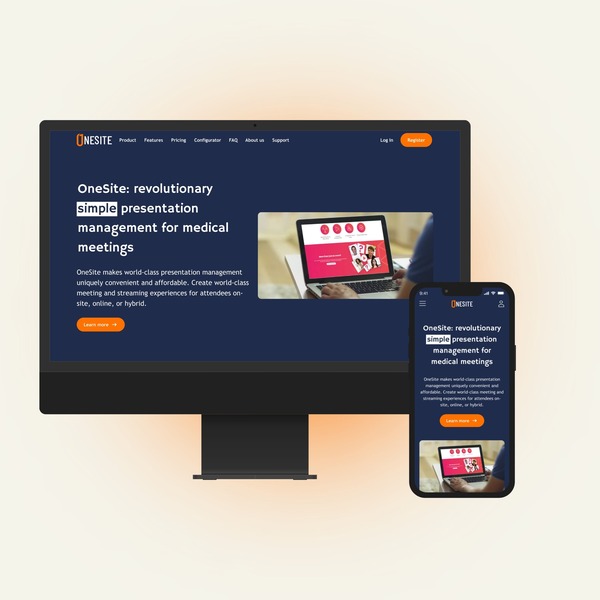 ONESITE Product Features Pricing Configurator FAQ About us Support Log in Register
OneSite: revolutionary
simple presentation
management for medical
meetings
OneSite makes world-class presentation management
uniquely convenient and affordable. Create world-class
meeting and streaming experiences for attendees on-
site, online, or hybrid.
Learn more →
9:41
ONESITE
OneSite: revolutionary
simple presentation
management for
medical meetings
OneSite makes world-class presentation
management uniquely convenient and
affordable. Create world-class meeting and
streaming experiences for attendees on-
site, online, or hybrid.
Learn more →